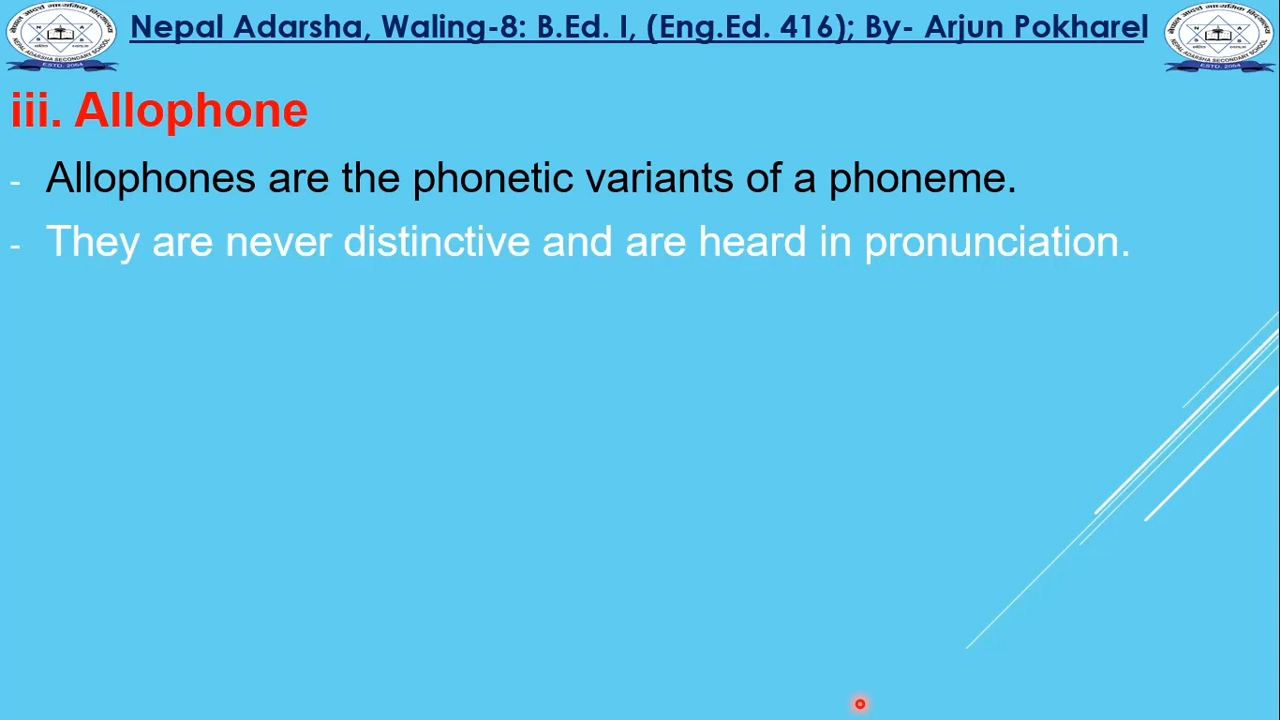 Nepal Adarsha, Waling-8: B.Ed. I, (Eng.Ed. 416); By- Arjun Pokharel
iii. Allophone
- Allophones are the phonetic variants of a phoneme.
- They are never distinctive and are heard in pronunciation.